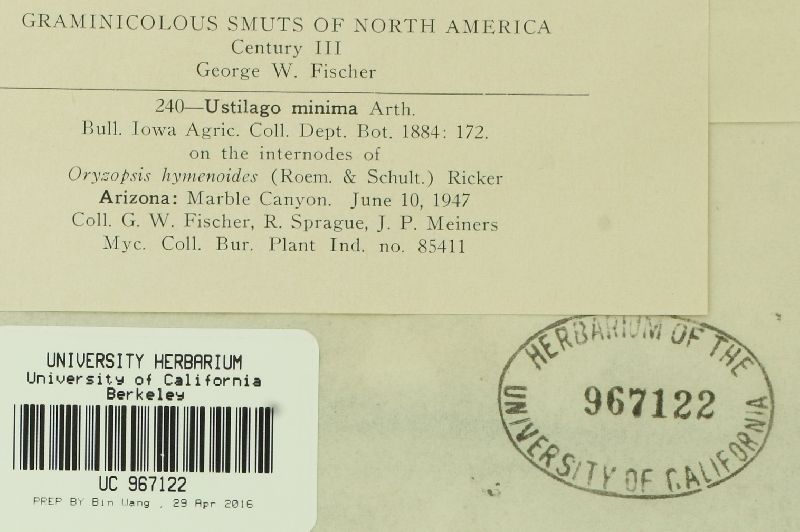 GRAMINICOLOUS SMUTS OF NORTH AMERICA
Century III
George W. Fischer
240—Ustilago minima Arth.
Bull. Iowa Agric. Coll. Dept. Bot. 1884: 172.
on the internodes of
Oryzopsis hymenoides (Roem. & Schult.) Ricker
Arizona: Marble Canyon. June 10, 1947
Coll. G. W. Fischer, R. Sprague, J. P. Meiners
Myc. Coll. Bur. Plant Ind. no. 85411
UNIVERSITY HERBARIUM
University of California
Berkeley
UC 967122
PREP BY Bin Wang , 29 Apr 2016
HERBARIUM OF THE
967122
UNIVERSITY OF CALIFORNIA